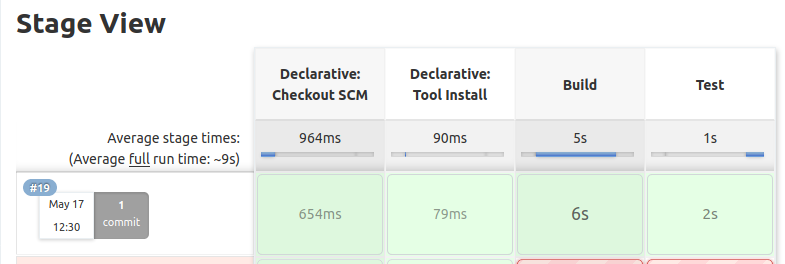 Stage View
Declarative:
Checkout SCM
Declarative:
Tool Install
Build
Test
Average stage times:
(Average full run time: ~9s)
964ms
90ms
5s
1s
#19
May 17
12:30
1
commit
654ms
79ms
6s
2s